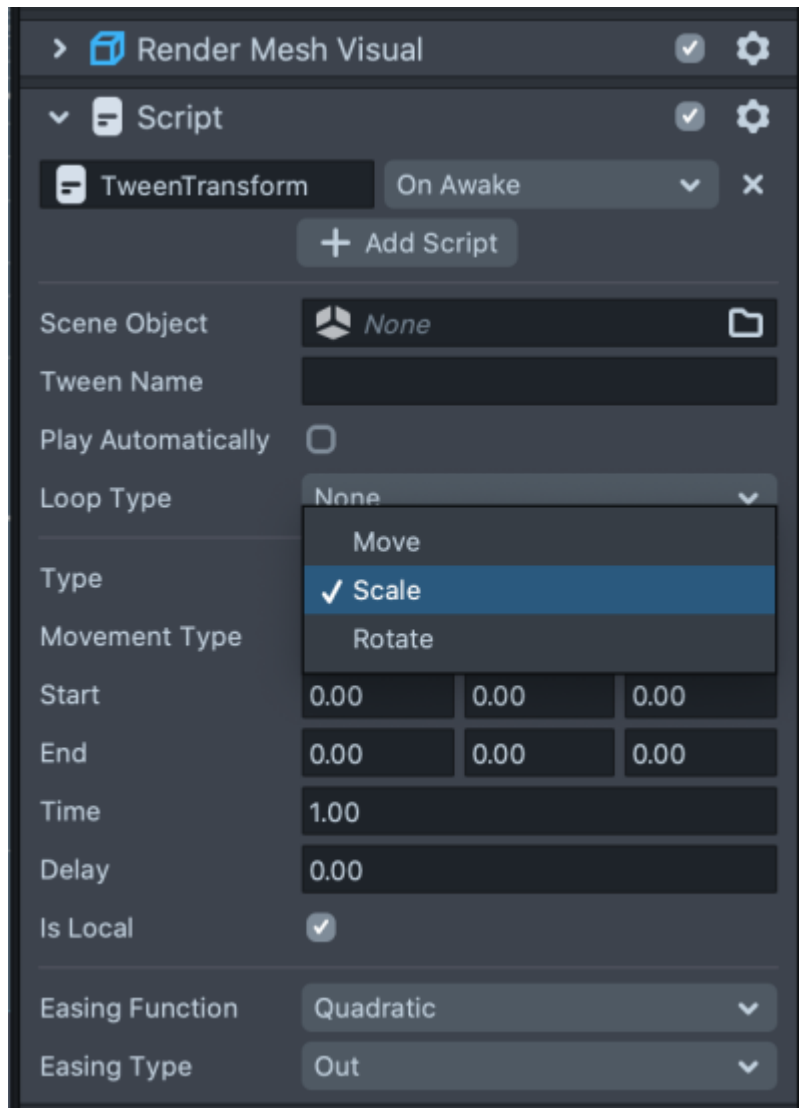 Render Mesh Visual
Script
TweenTransform On Awake
+ Add Script
Scene Object None
Tween Name
Play Automatically
Loop Type None
Move
Type
Scale
Movement Type
Rotate
Start 0.00 0.00 0.00
End 0.00 0.00 0.00
Time 1.00
Delay 0.00
Is Local
Easing Function Quadratic
Easing Type Out